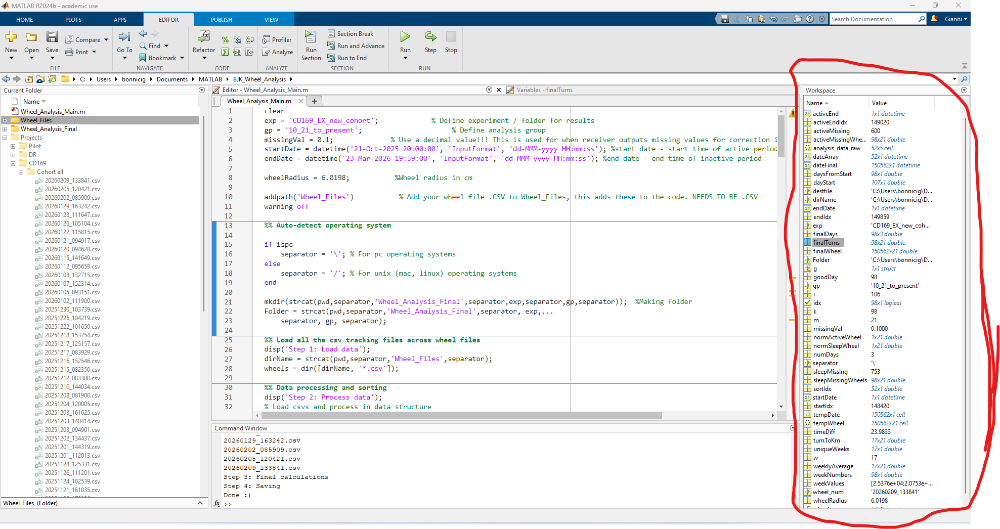 MATLAB R2024b - academic use
HOME PLOTS APPS EDITOR PUBLISH VIEW
Search Documentation Gianni
New Open Save Compare Print
FILE
Go To Find Bookmark
NAVIGATE
Refactor
CODE
Profiler Analyze
ANALYZE
Run Section Section Break Run and Advance Run to End
SECTION
Run Step Stop
RUN
C: Users bonnicig Documents MATLAB BJK_Wheel_Analysis
Current Folder
Name
Wheel_Analysis_Main.m
Wheel_Files
Wheel_Analysis_Final
Projects
Pilot
DR
CD169
Cohort all
20260209_133841.csv
20260205_120421.csv
20260202_085909.csv
20260129_163242.csv
20260128_111647.csv
20260126_105104.csv
20260122_115815.csv
20260121_094917.csv
20260120_094628.csv
20260115_141649.csv
20260112_095659.csv
20260108_132715.csv
20260107_152314.csv
20260105_093151.csv
20260102_111900.csv
20251230_103739.csv
20251226_104219.csv
20251222_101650.csv
20251218_153754.csv
20251217_125157.csv
20251217_083929.csv
20251216_152546.csv
20251215_082350.csv
20251212_083300.csv
20251210_144034.csv
20251208_081900.csv
20251204_120005.csv
20251203_161625.csv
20251203_140414.csv
20251203_094901.csv
20251202_134437.csv
20251201_144319.csv
20251201_112013.csv
20251128_125331.csv
20251126_111201.csv
20251124_102539.csv
20251121_161035.csv
Wheel_Files (Folder)
Editor - Wheel_Analysis_Main.m
Variables - finalTurns
Wheel_Analysis_Main.m
1 clear
2 exp = 'CD169_EX_new_cohort'; % Define experiment / folder for results
3 gp = '10_21_to_present'; % Define analysis group
4 missingVal = 0.1; % Use a decimal value!!! This is used for when receiver outputs missing values for correction i
5 startDate = datetime('21-Oct-2025 20:00:00', 'InputFormat', 'dd-MMM-yyyy HH:mm:ss'); %start date - start time of active period
6 endDate = datetime('23-Mar-2026 19:59:00', 'InputFormat', 'dd-MMM-yyyy HH:mm:ss'); %end date - end time of inactive period
7
8 wheelRadius = 6.0198; %Wheel radius in cm
9
10 addpath('Wheel_Files') % Add your wheel file .CSV to Wheel_Files, this adds these to the code. NEEDS TO BE .CSV
11 warning off
12
13 %% Auto-detect operating system
14
15 if ispc
16 separator = '\'; % For pc operating systems
17 else
18 separator = '/'; % For unix (mac, linux) operating systems
19 end
20
21 mkdir(strcat(pwd,separator,'Wheel_Analysis_Final',separator,exp,separator,gp,separator)); %Making folder
22 Folder = strcat(pwd,separator,'Wheel_Analysis_Final',separator, exp,...
23 separator, gp, separator);
24
25 %% Load all the csv tracking files across wheel files
26 disp('Step 1: Load data');
27 dirName = strcat(pwd,separator,'Wheel_Files',separator);
28 wheels = dir([dirName, '*.csv']);
29
30 %% Data processing and sorting
31 disp('Step 2: Process data');
32 % Load csvs and process in data structure
Command Window
20260129_163242.csv
20260202_085909.csv
20260205_120421.csv
20260209_133841.csv
Step 3: Final calculations
Step 4: Saving
Done :)
fx >>
Workspace
Name Value
activeEnd 1x1 datetime
activeEndIdx 149020
activeMissing 600
activeMissingWhe... 98x21 double
analysis_data_raw 52x5 cell
dateArray 52x1 datetime
dateFinal 150562x1 datetime
daysFromStart 98x1 double
dayStart 107x1 double
destfile 'C:\Users\bonnicig\D...
dirName 'C:\Users\bonnicig\D...
endDate 1x1 datetime
endIdx 149859
exp 'CD169_EX_new_coh...
finalDays 98x3 double
finalTurns 98x21 double
finalWheel 150562x21 double
Folder 'C:\Users\bonnicig\D...
g 1x1 struct
goodDay 98
gp '10_21_to_present'
i 106
idx 98x1 logical
k 98
m 21
missingVal 0.1000
normActiveWheel 1x21 double
normSleepWheel 1x21 double
numDays 3
separator '\'
sleepMissing 753
sleepMissingWheels 98x21 double
sortIdx 52x1 double
startDate 1x1 datetime
startIdx 148420
tempDate 150562x1 cell
tempWheel 150562x21 cell
timeDiff 23.9833
turnToKm 17x21 double
uniqueWeeks 17x1 double
w 17
weeklyAverage 17x21 double
weekNumbers 98x1 double
weekValues [2.5376e+04;2.0753e+...
wheel_num '20260209_133841'
wheelRadius 6.0198